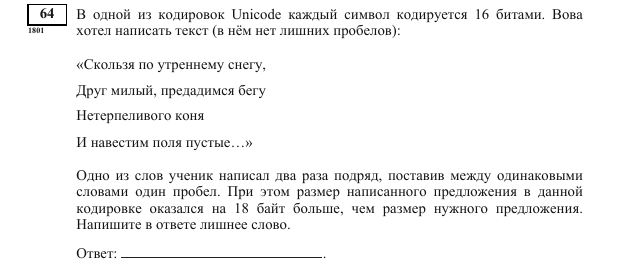 64
1801
В одной из кодировок Unicode каждый символ кодируется 16 битами. Вова
хотел написать текст (в нём нет лишних пробелов):
«Скользя по утреннему снегу,
Друг милый, предадимся бегу
Нетерпеливого коня
И навестим поля пустые…»
Одно из слов ученик написал два раза подряд, поставив между одинаковыми
словами один пробел. При этом размер написанного предложения в данной
кодировке оказался на 18 байт больше, чем размер нужного предложения.
Напишите в ответе лишнее слово.
Ответ: ____________________.